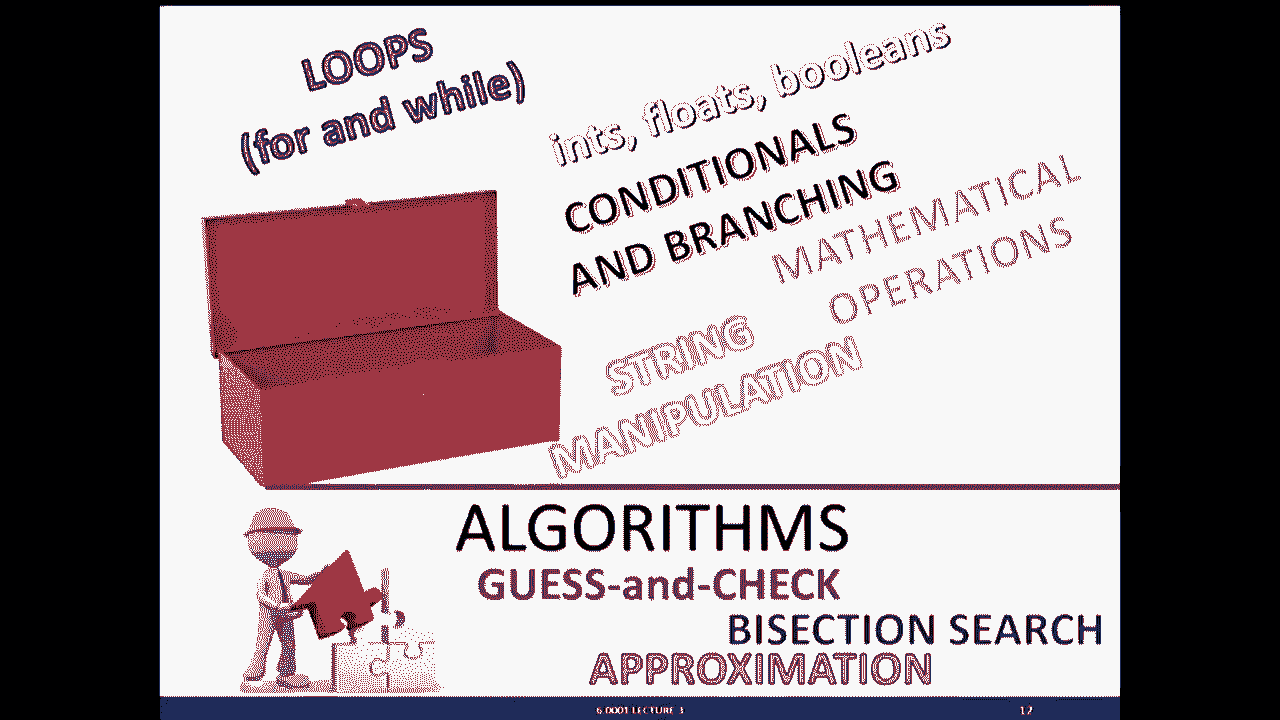 LOOPS
(for and while)
ints, floats, booleans
CONDITIONALS
AND BRANCHING
MATHEMATICAL
OPERATIONS
STRING
MANIPULATION
ALGORITHMS
GUESS-and-CHECK
BISECTION SEARCH
APPROXIMATION
6.0001 LECTURE 3
12